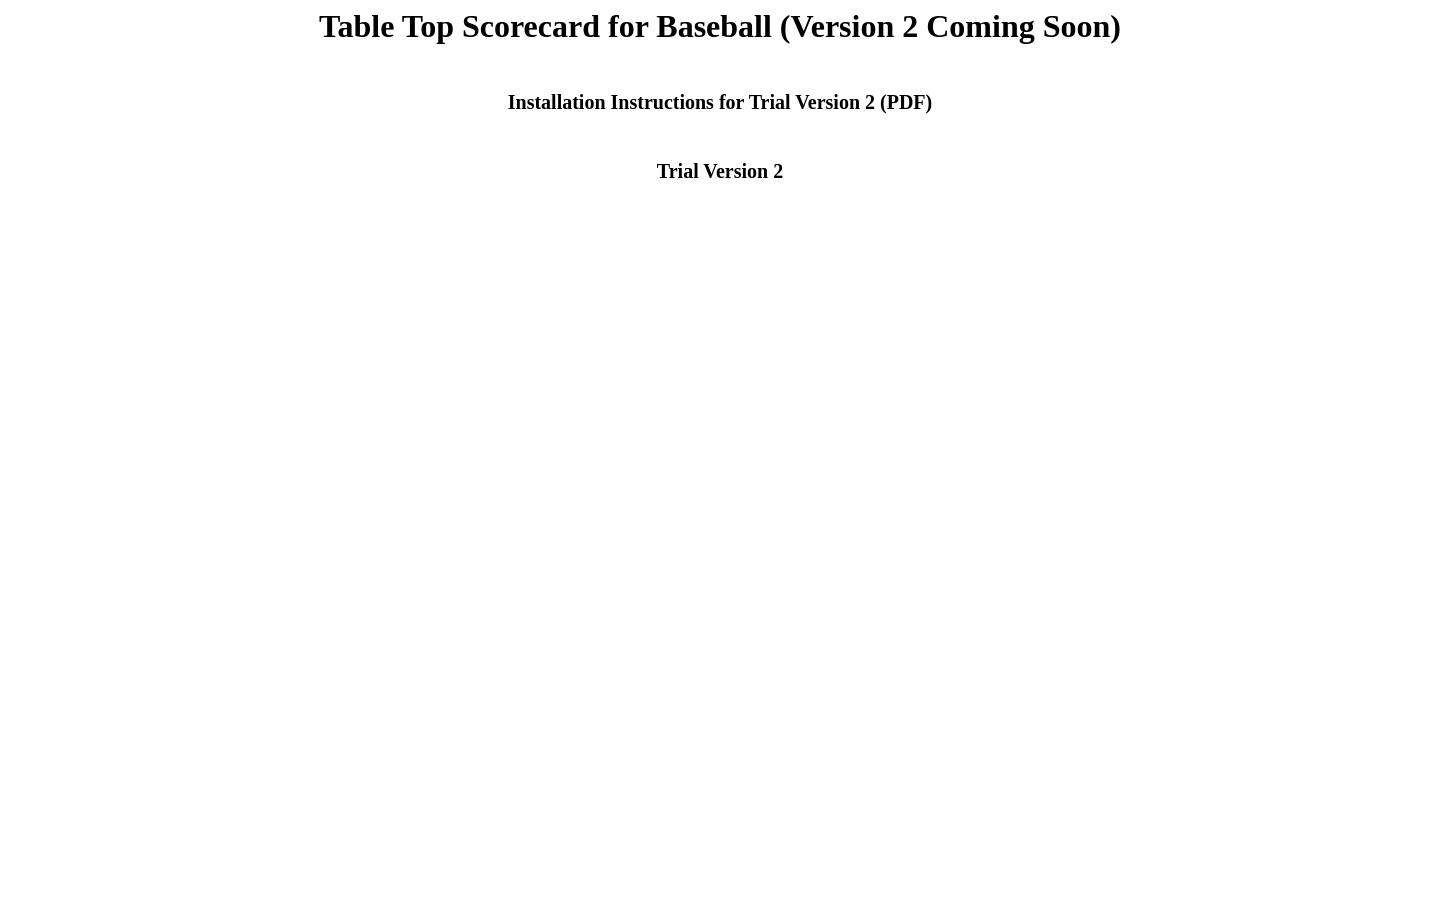 Table Top Scorecard for Baseball (Version 2 Coming Soon)
Installation Instructions for Trial Version 2 (PDF)
Trial Version 2